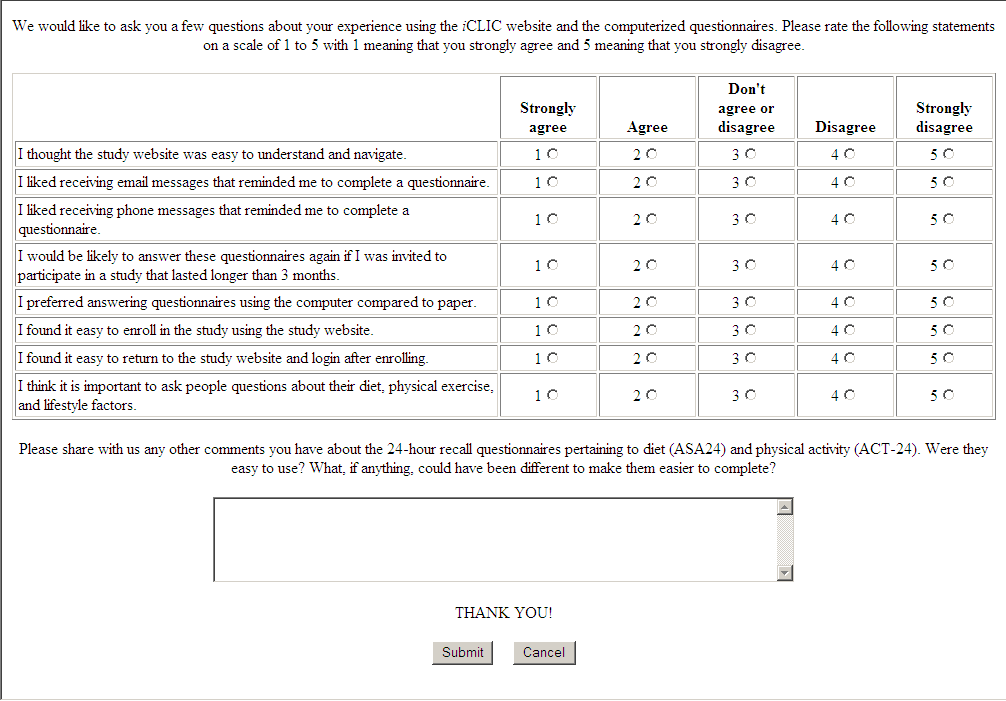 We would like to ask you a few questions about your experience using the iCLIC website and the computerized questionnaires. Please rate the following statements
on a scale of 1 to 5 with 1 meaning that you strongly agree and 5 meaning that you strongly disagree.
Strongly agree Agree Don't agree or disagree Disagree Strongly disagree
I thought the study website was easy to understand and navigate. 1 2 3 4 5
I liked receiving email messages that reminded me to complete a questionnaire. 1 2 3 4 5
I liked receiving phone messages that reminded me to complete a
questionnaire. 1 2 3 4 5
I would be likely to answer these questionnaires again if I was invited to
participate in a study that lasted longer than 3 months. 1 2 3 4 5
I preferred answering questionnaires using the computer compared to paper. 1 2 3 4 5
I found it easy to enroll in the study using the study website. 1 2 3 4 5
I found it easy to return to the study website and login after enrolling. 1 2 3 4 5
I think it is important to ask people questions about their diet, physical exercise,
and lifestyle factors. 1 2 3 4 5
Please share with us any other comments you have about the 24-hour recall questionnaires pertaining to diet (ASA24) and physical activity (ACT-24). Were they
easy to use? What, if anything, could have been different to make them easier to complete?
THANK YOU!
Submit Cancel